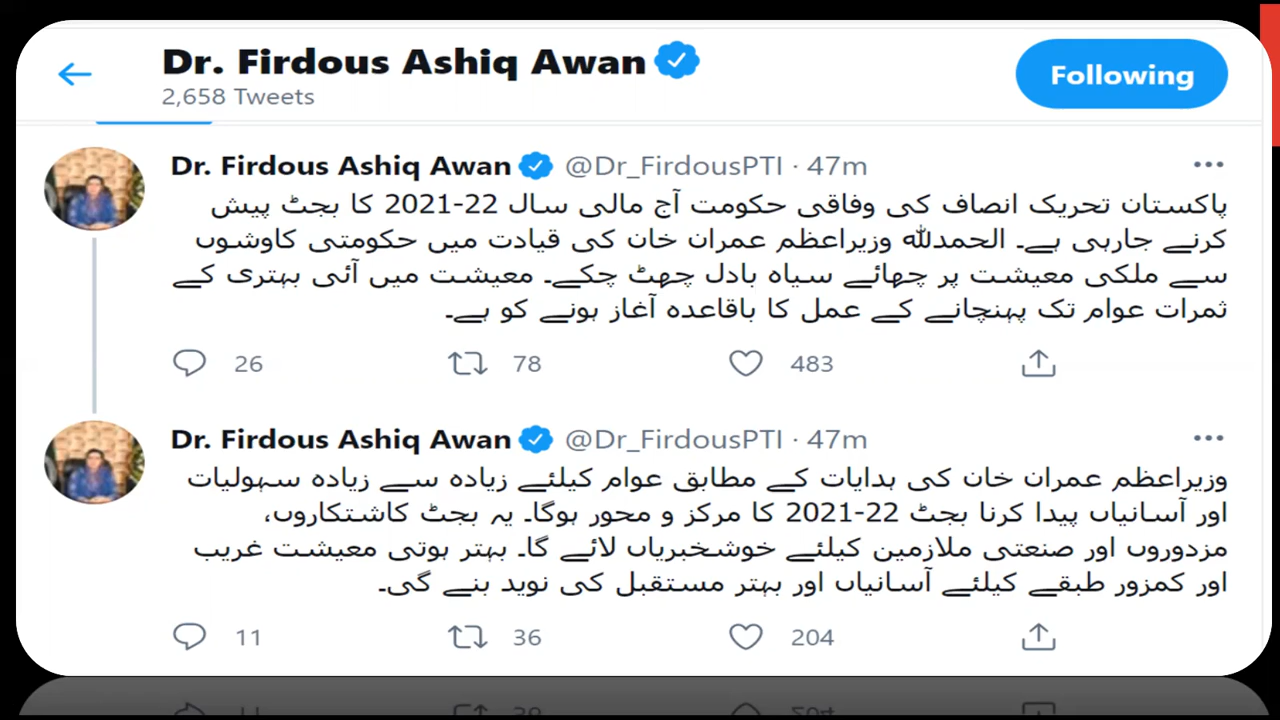 Dr. Firdous Ashiq Awan
2,658 Tweets
Following
Dr. Firdous Ashiq Awan @Dr_FirdousPTI · 47m
پاکستان تحریک انصاف کی وفاقی حکومت آج مالی سال 22-2021 کا بجٹ پیش
کرنے جارہی ہے۔ الحمدللہ وزیراعظم عمران خان کی قیادت میں حکومتی کاوشوں
سے ملکی معیشت پر چھائے سیاہ بادل چھٹ چکے۔ معیشت میں آئی بہتری کے
ثمرات عوام تک پہنچانے کے عمل کا باقاعدہ آغاز ہونے کو ہے۔
26 78 483
Dr. Firdous Ashiq Awan @Dr_FirdousPTI · 47m
وزیراعظم عمران خان کی ہدایات کے مطابق عوام کیلئے زیادہ سے زیادہ سہولیات
اور آسانیاں پیدا کرنا بجٹ 22-2021 کا مرکز و محور ہوگا۔ یہ بجٹ کاشتکاروں،
مزدوروں اور صنعتی ملازمین کیلئے خوشخبریاں لائے گا۔ بہتر ہوتی معیشت غریب
اور کمزور طبقے کیلئے آسانیاں اور بہتر مستقبل کی نوید بنے گی۔
11 36 204